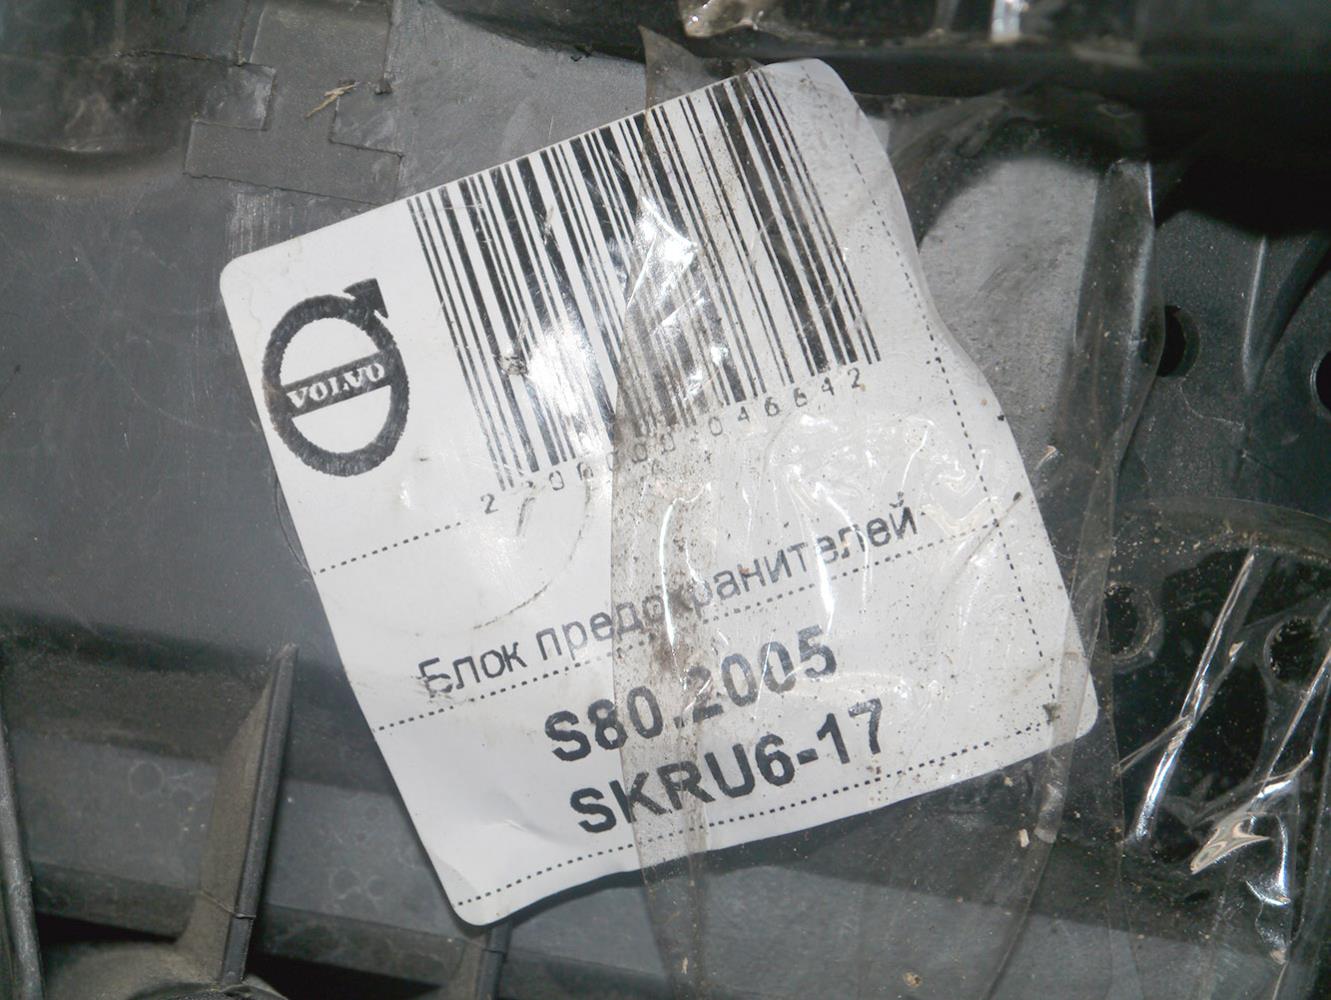 VOLVO
Блок предохранителей
S80.2005
SKRU6-17